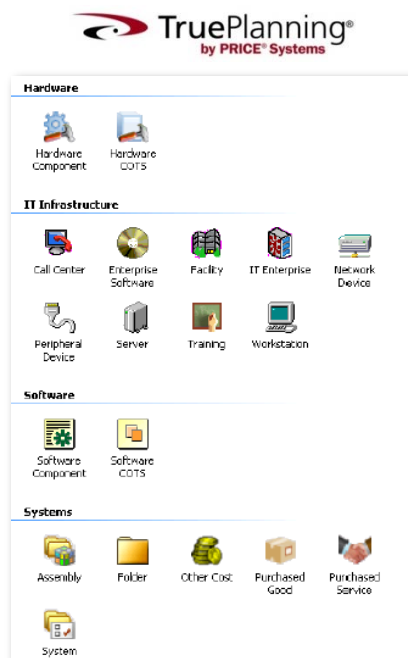 TruePlanning®
by PRICE® Systems
Hardware
Hardware Component
Hardware COTS
IT Infrastructure
Call Center
Enterprise Software
Facility
IT Enterprise
Network Device
Peripheral Device
Server
Training
Workstation
Software
Software Component
Software COTS
Systems
Assembly
Folder
Other Cost
Purchased Good
Purchased Service
System